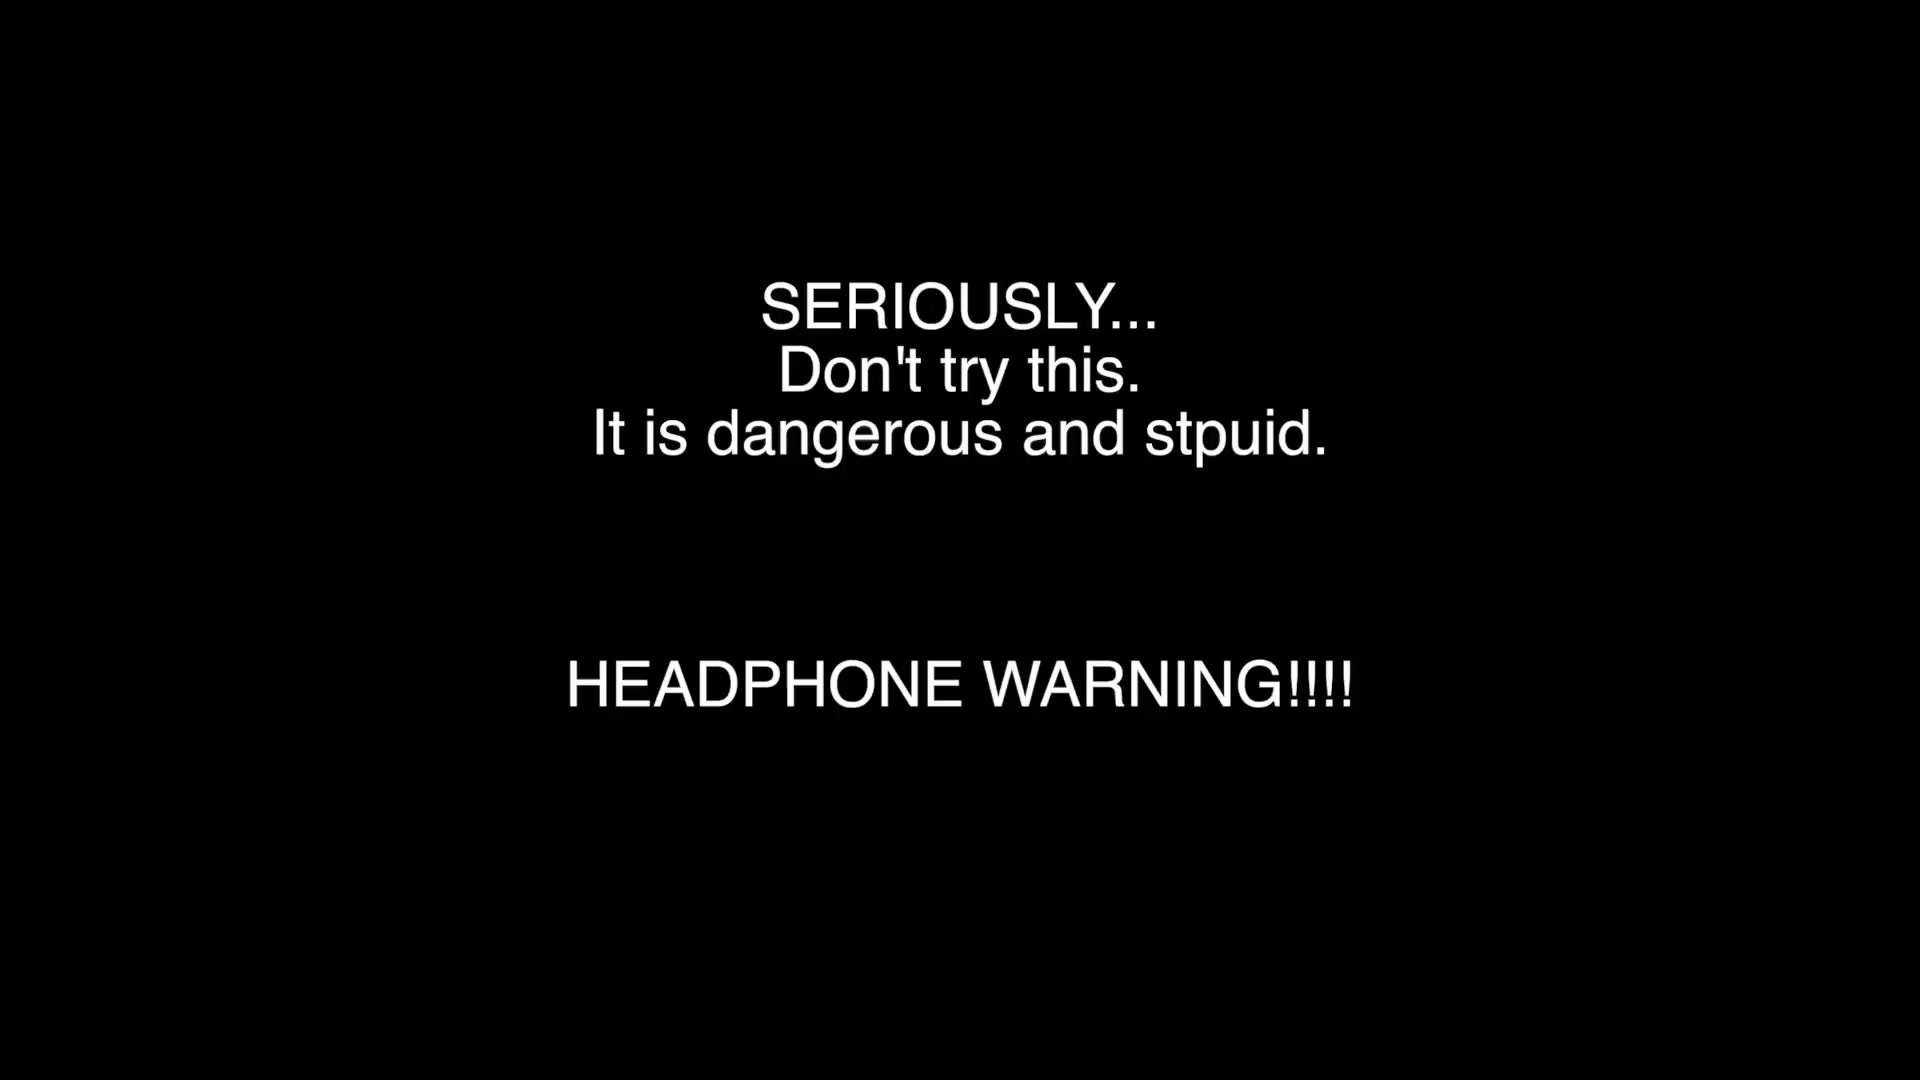 SERIOUSLY...
Don't try this.
It is dangerous and stpuid.
HEADPHONE WARNING!!!!